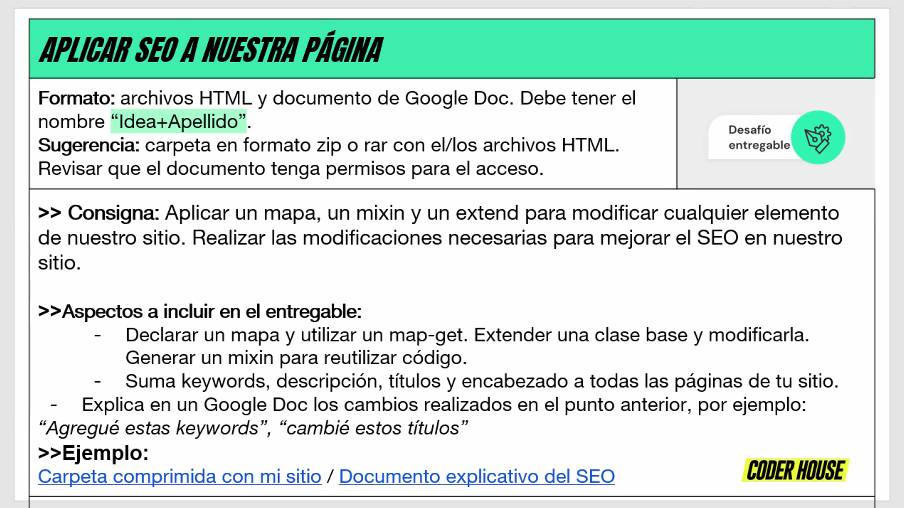 APLICAR SEO A NUESTRA PÁGINA
Formato: archivos HTML y documento de Google Doc. Debe tener el
nombre “Idea+Apellido”.
Sugerencia: carpeta en formato zip o rar con el/los archivos HTML.
Revisar que el documento tenga permisos para el acceso.
Desafío
entregable
>> Consigna: Aplicar un mapa, un mixin y un extend para modificar cualquier elemento
de nuestro sitio. Realizar las modificaciones necesarias para mejorar el SEO en nuestro
sitio.
>>Aspectos a incluir en el entregable:
- Declarar un mapa y utilizar un map-get. Extender una clase base y modificarla.
Generar un mixin para reutilizar código.
- Suma keywords, descripción, títulos y encabezado a todas las páginas de tu sitio.
- Explica en un Google Doc los cambios realizados en el punto anterior, por ejemplo:
“Agregué estas keywords”, “cambié estos títulos”
>>Ejemplo:
Carpeta comprimida con mi sitio / Documento explicativo del SEO
CODER HOUSE